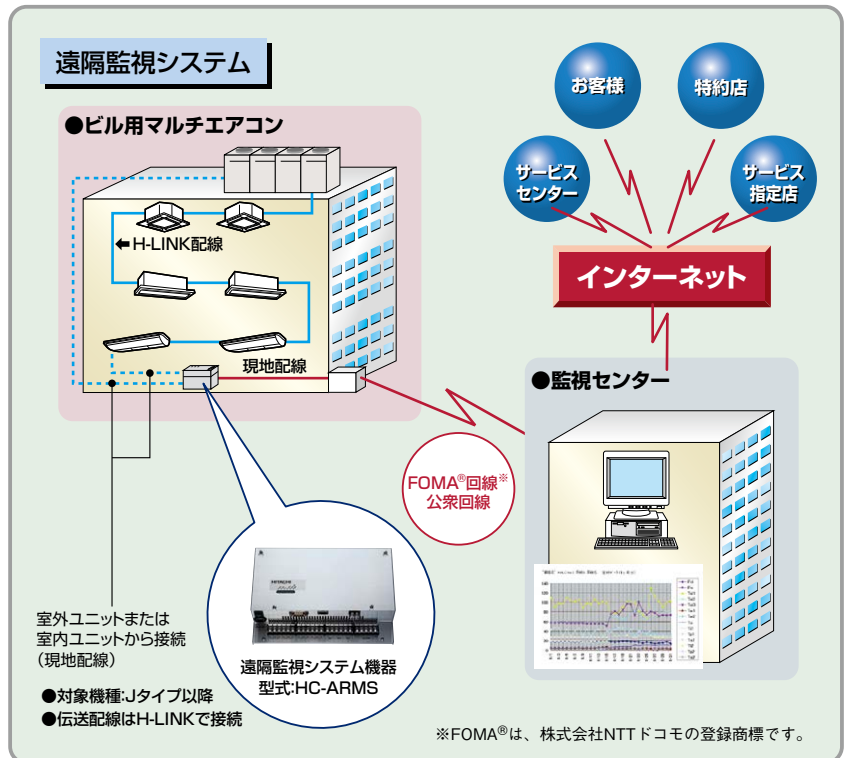 遠隔監視システム
●ビル用マルチエアコン
お客様
特約店
サービス
センター
サービス
指定店
←H-LINK配線
インターネット
現地配線
●監視センター
FOMA®回線※
公衆回線
HITACHI
室外ユニットまたは
室内ユニットから接続
（現地配線）
遠隔監視システム機器
型式:HC-ARMS
●対象機種:Jタイプ以降
●伝送配線はH-LINKで接続
※FOMA®は、株式会社NTTドコモの登録商標です。